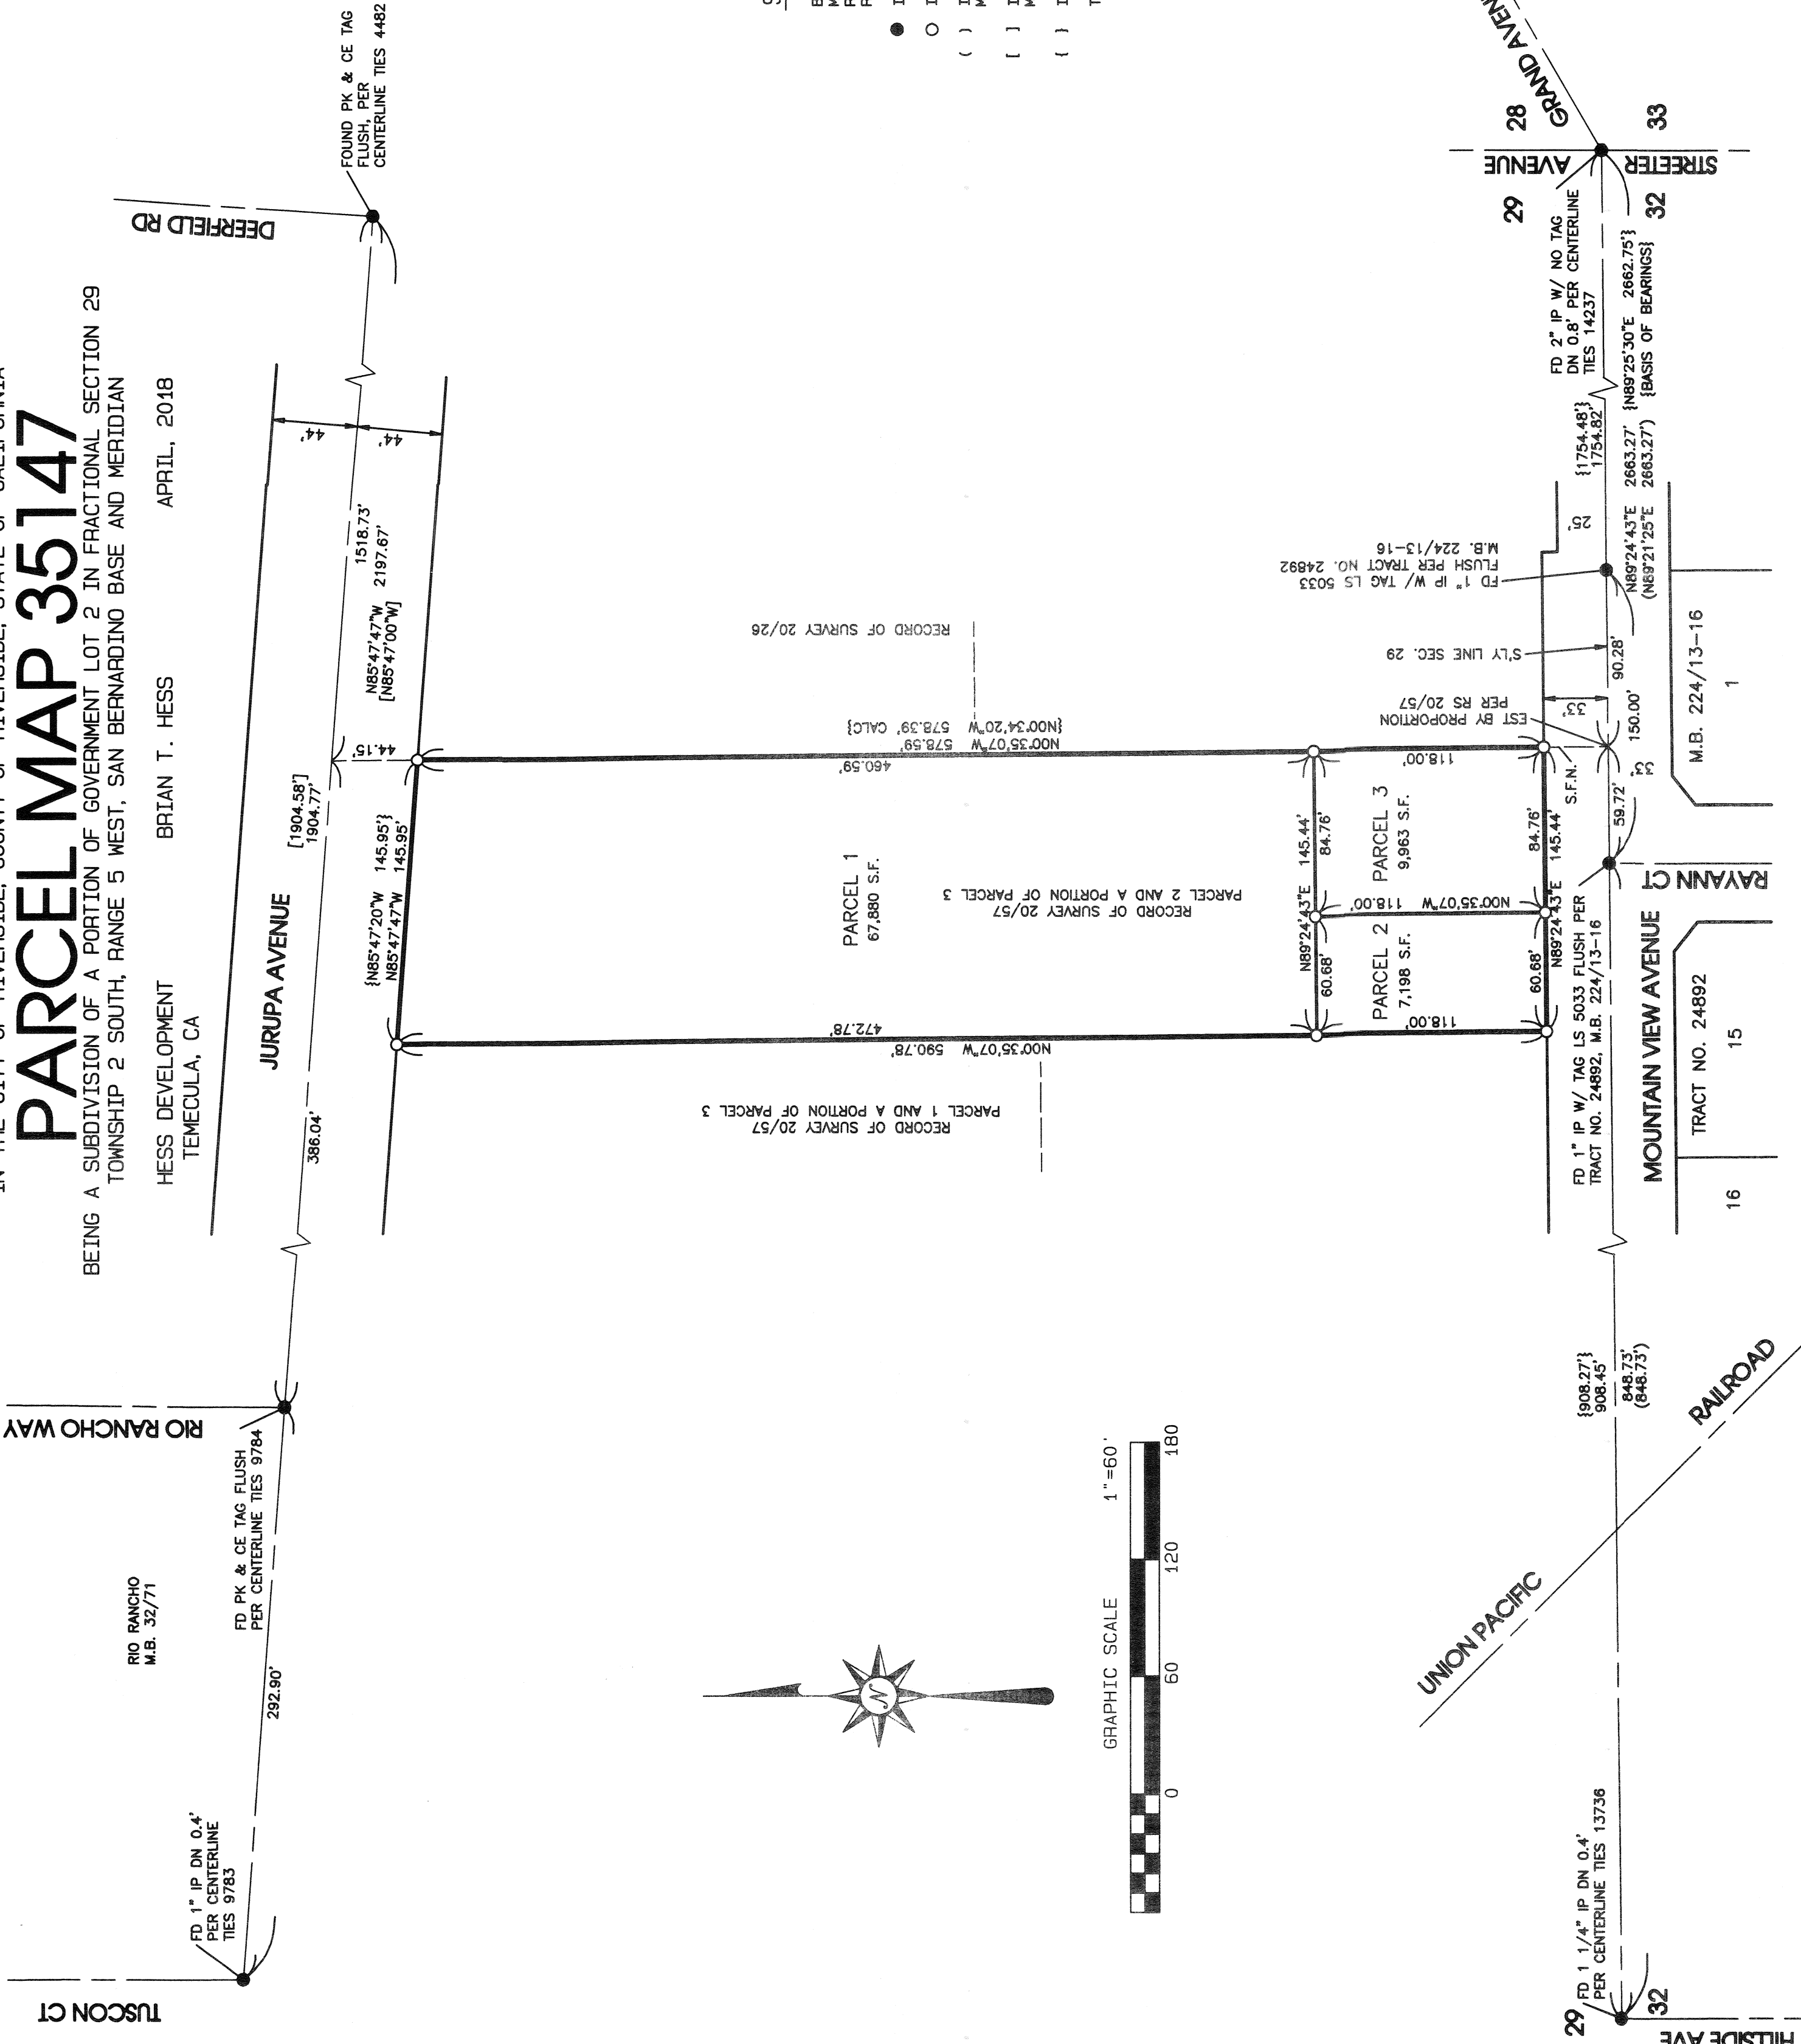 PARCEL MAP 35147
BEING A SUBDIVISION OF A PORTION OF GOVERNMENT LOT 2 IN FRACTIONAL SECTION 29
TOWNSHIP 2 SOUTH, RANGE 5 WEST, SAN BERNARDINO BASE AND MERIDIAN
HESS DEVELOPMENT
TEMECULA, CA
BRIAN T. HESS
APRIL, 2018
FOUND PK & CE TAG
FLUSH, PER
CENTERLINE TIES 4482
DEERFIELD RD
44'
44'
1518.73'
N85°47'47"W 2197.67'
[N85°47'00"W]
[1904.58']
1904.77'
JURUPA AVENUE
386.04'
44.15'
{N85°47'20"W 145.95'}
N85°47'47"W 145.95'
RIO RANCHO WAY
FD PK & CE TAG FLUSH
PER CENTERLINE TIES 9784
RIO RANCHO
M.B. 32/71
292.90'
FD 1" IP DN 0.4'
PER CENTERLINE
TIES 9783
TUSCON CT
RECORD OF SURVEY 20/26
{N00°34'20"W 578.39' CALC}
N00°35'07"W 578.59'
460.59'
118.00'
PARCEL 1
67,880 S.F.
RECORD OF SURVEY 20/57
PARCEL 2 AND A PORTION OF PARCEL 3
472.78'
N00°35'07"W 590.78'
118.00'
RECORD OF SURVEY 20/57
PARCEL 1 AND A PORTION OF PARCEL 3
N89°24'43"E 145.44'
60.68'
84.76'
PARCEL 2
7,198 S.F.
N00°35'07"W 118.00'
PARCEL 3
9,963 S.F.
60.68'
84.76'
N89°24'43"E 145.44'
S.F.N.
EST BY PROPORTION
PER RS 20/57
33'
S'LY LINE SEC. 29
FD 1" IP W/ TAG LS 5033
FLUSH PER TRACT NO. 24892
M.B. 224/13-16
25'
{1754.48'}
1754.82'
FD 2" IP W/ NO TAG
DN 0.8' PER CENTERLINE
TIES 14237
29
28
32
33
STREETER AVENUE
N89°24'43"E 2663.27' {N89°25'30"E 2662.75'}
(N89°21'25"E 2663.27') {BASIS OF BEARINGS}
59.72'
33'
150.00'
90.28'
M.B. 224/13-16
1
RAYANN CT
FD 1" IP W/ TAG LS 5033 FLUSH PER
TRACT NO. 24892, M.B. 224/13-16
MOUNTAIN VIEW AVENUE
TRACT NO. 24892
15
16
{908.27'}
908.45'
848.73'
(848.73')
UNION PACIFIC
RAILROAD
GRAPHIC SCALE 1"=60'
0 60 120 180
N
FD 1 1/4" IP DN 0.4'
PER CENTERLINE TIES 13736
29
32